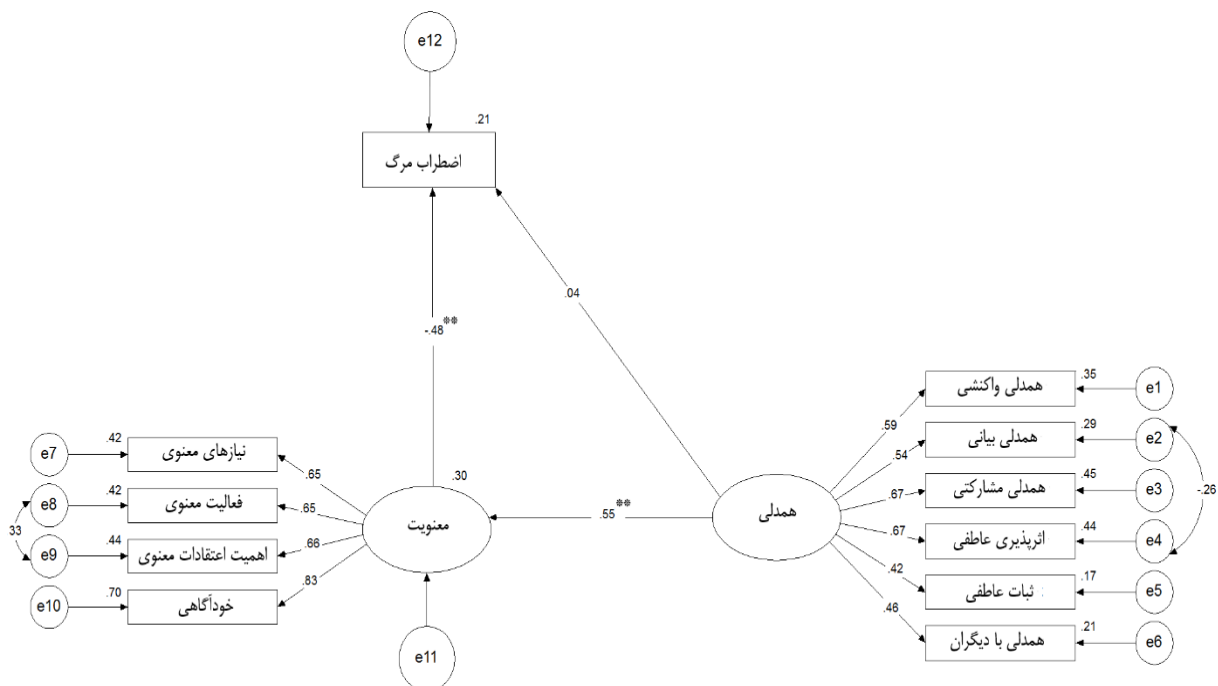 e12
.21
اضطراب مرگ
.04
-.48**
همدلی واکنشی
.35
e1
.59
همدلی بیانی
.29
e2
.54
همدلی مشارکتی
.45
e3
.67
-.26
اثرپذیری عاطفی
.44
e4
.67
ثبات عاطفی
.17
e5
.42
همدلی با دیگران
.21
e6
.46
همدلی
.55**
.30
معنویت
e7
.42
نیازهای معنوی
.65
e8
.42
فعالیت معنوی
.65
.33
e9
.44
اهمیت اعتقادات معنوی
.66
e10
.70
خودآگاهی
.83
e11